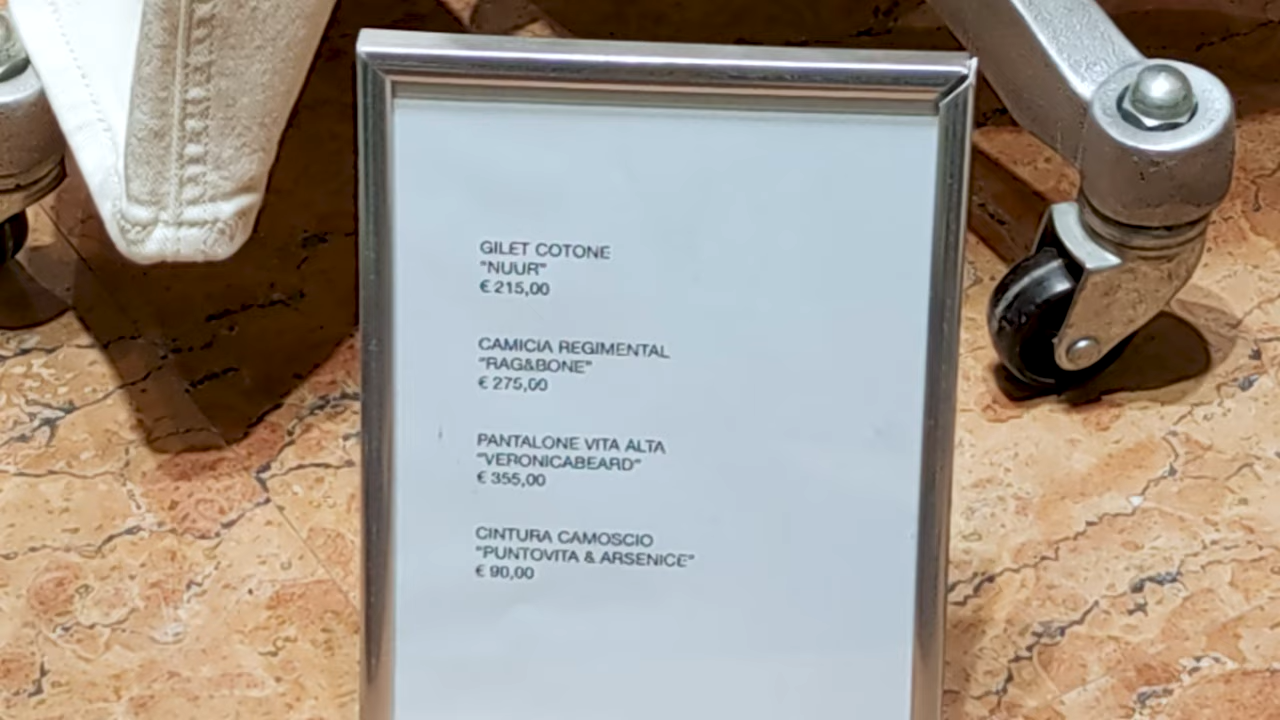 GILET COTONE
"NUUR"
€ 215,00
CAMICIA REGIMENTAL
"RAG&BONE"
€ 275,00
PANTALONE VITA ALTA
"VERONICABEARD"
€ 355,00
CINTURA CAMOSCIO
"PUNTOVITA & ARSENICE"
€ 90,00